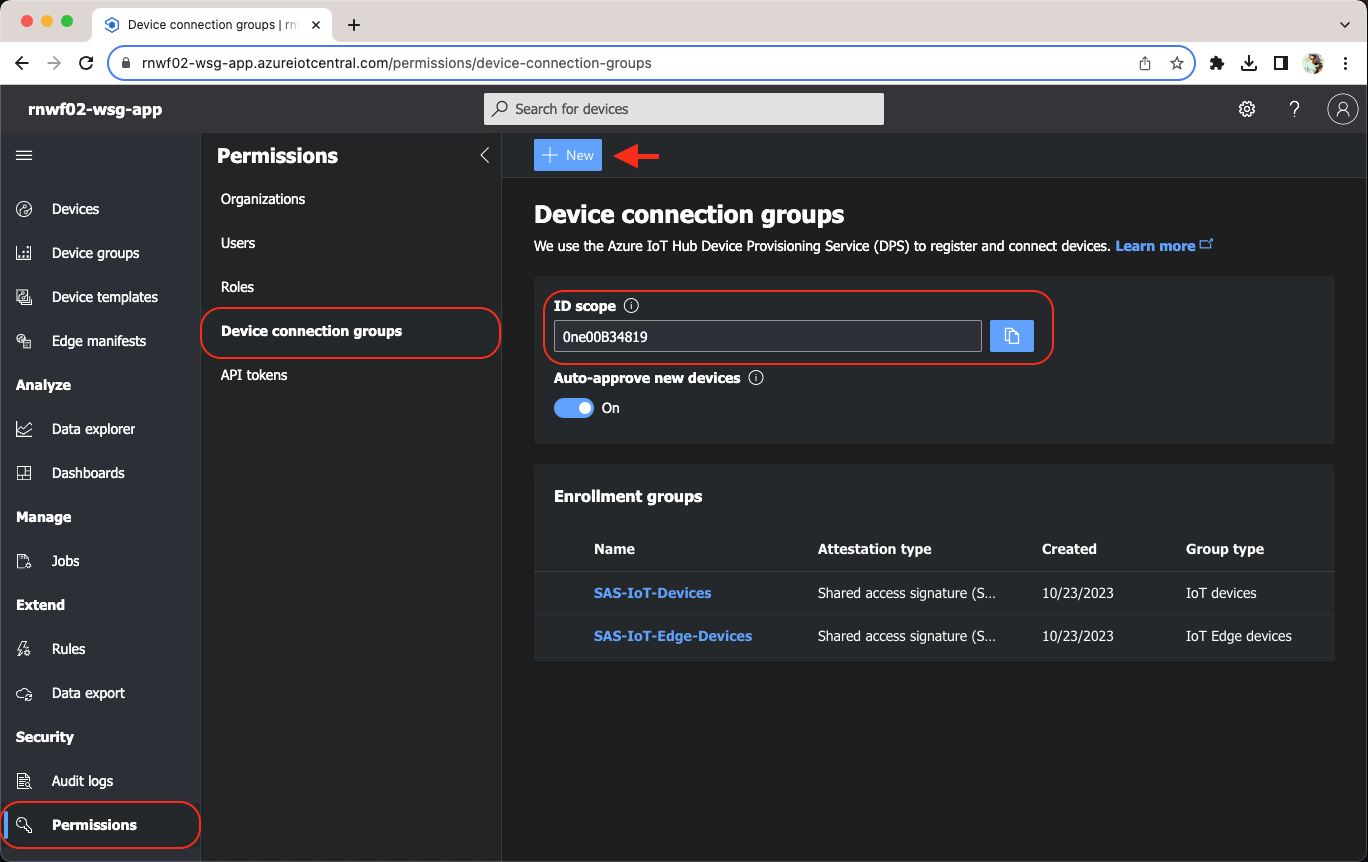 Device connection groups | rn
rnwf02-wsg-app.azureiotcentral.com/permissions/device-connection-groups
rnwf02-wsg-app
Search for devices
?
Devices
Device groups
Device templates
Edge manifests
Analyze
Data explorer
Dashboards
Manage
Jobs
Extend
Rules
Data export
Security
Audit logs
Permissions
Permissions
Organizations
Users
Roles
Device connection groups
API tokens
New
Device connection groups
We use the Azure IoT Hub Device Provisioning Service (DPS) to register and connect devices. Learn more
ID scope
0ne00B34819
Auto-approve new devices
On
Enrollment groups
Name Attestation type Created Group type
SAS-IoT-Devices Shared access signature (S... 10/23/2023 IoT devices
SAS-IoT-Edge-Devices Shared access signature (S... 10/23/2023 IoT Edge devices